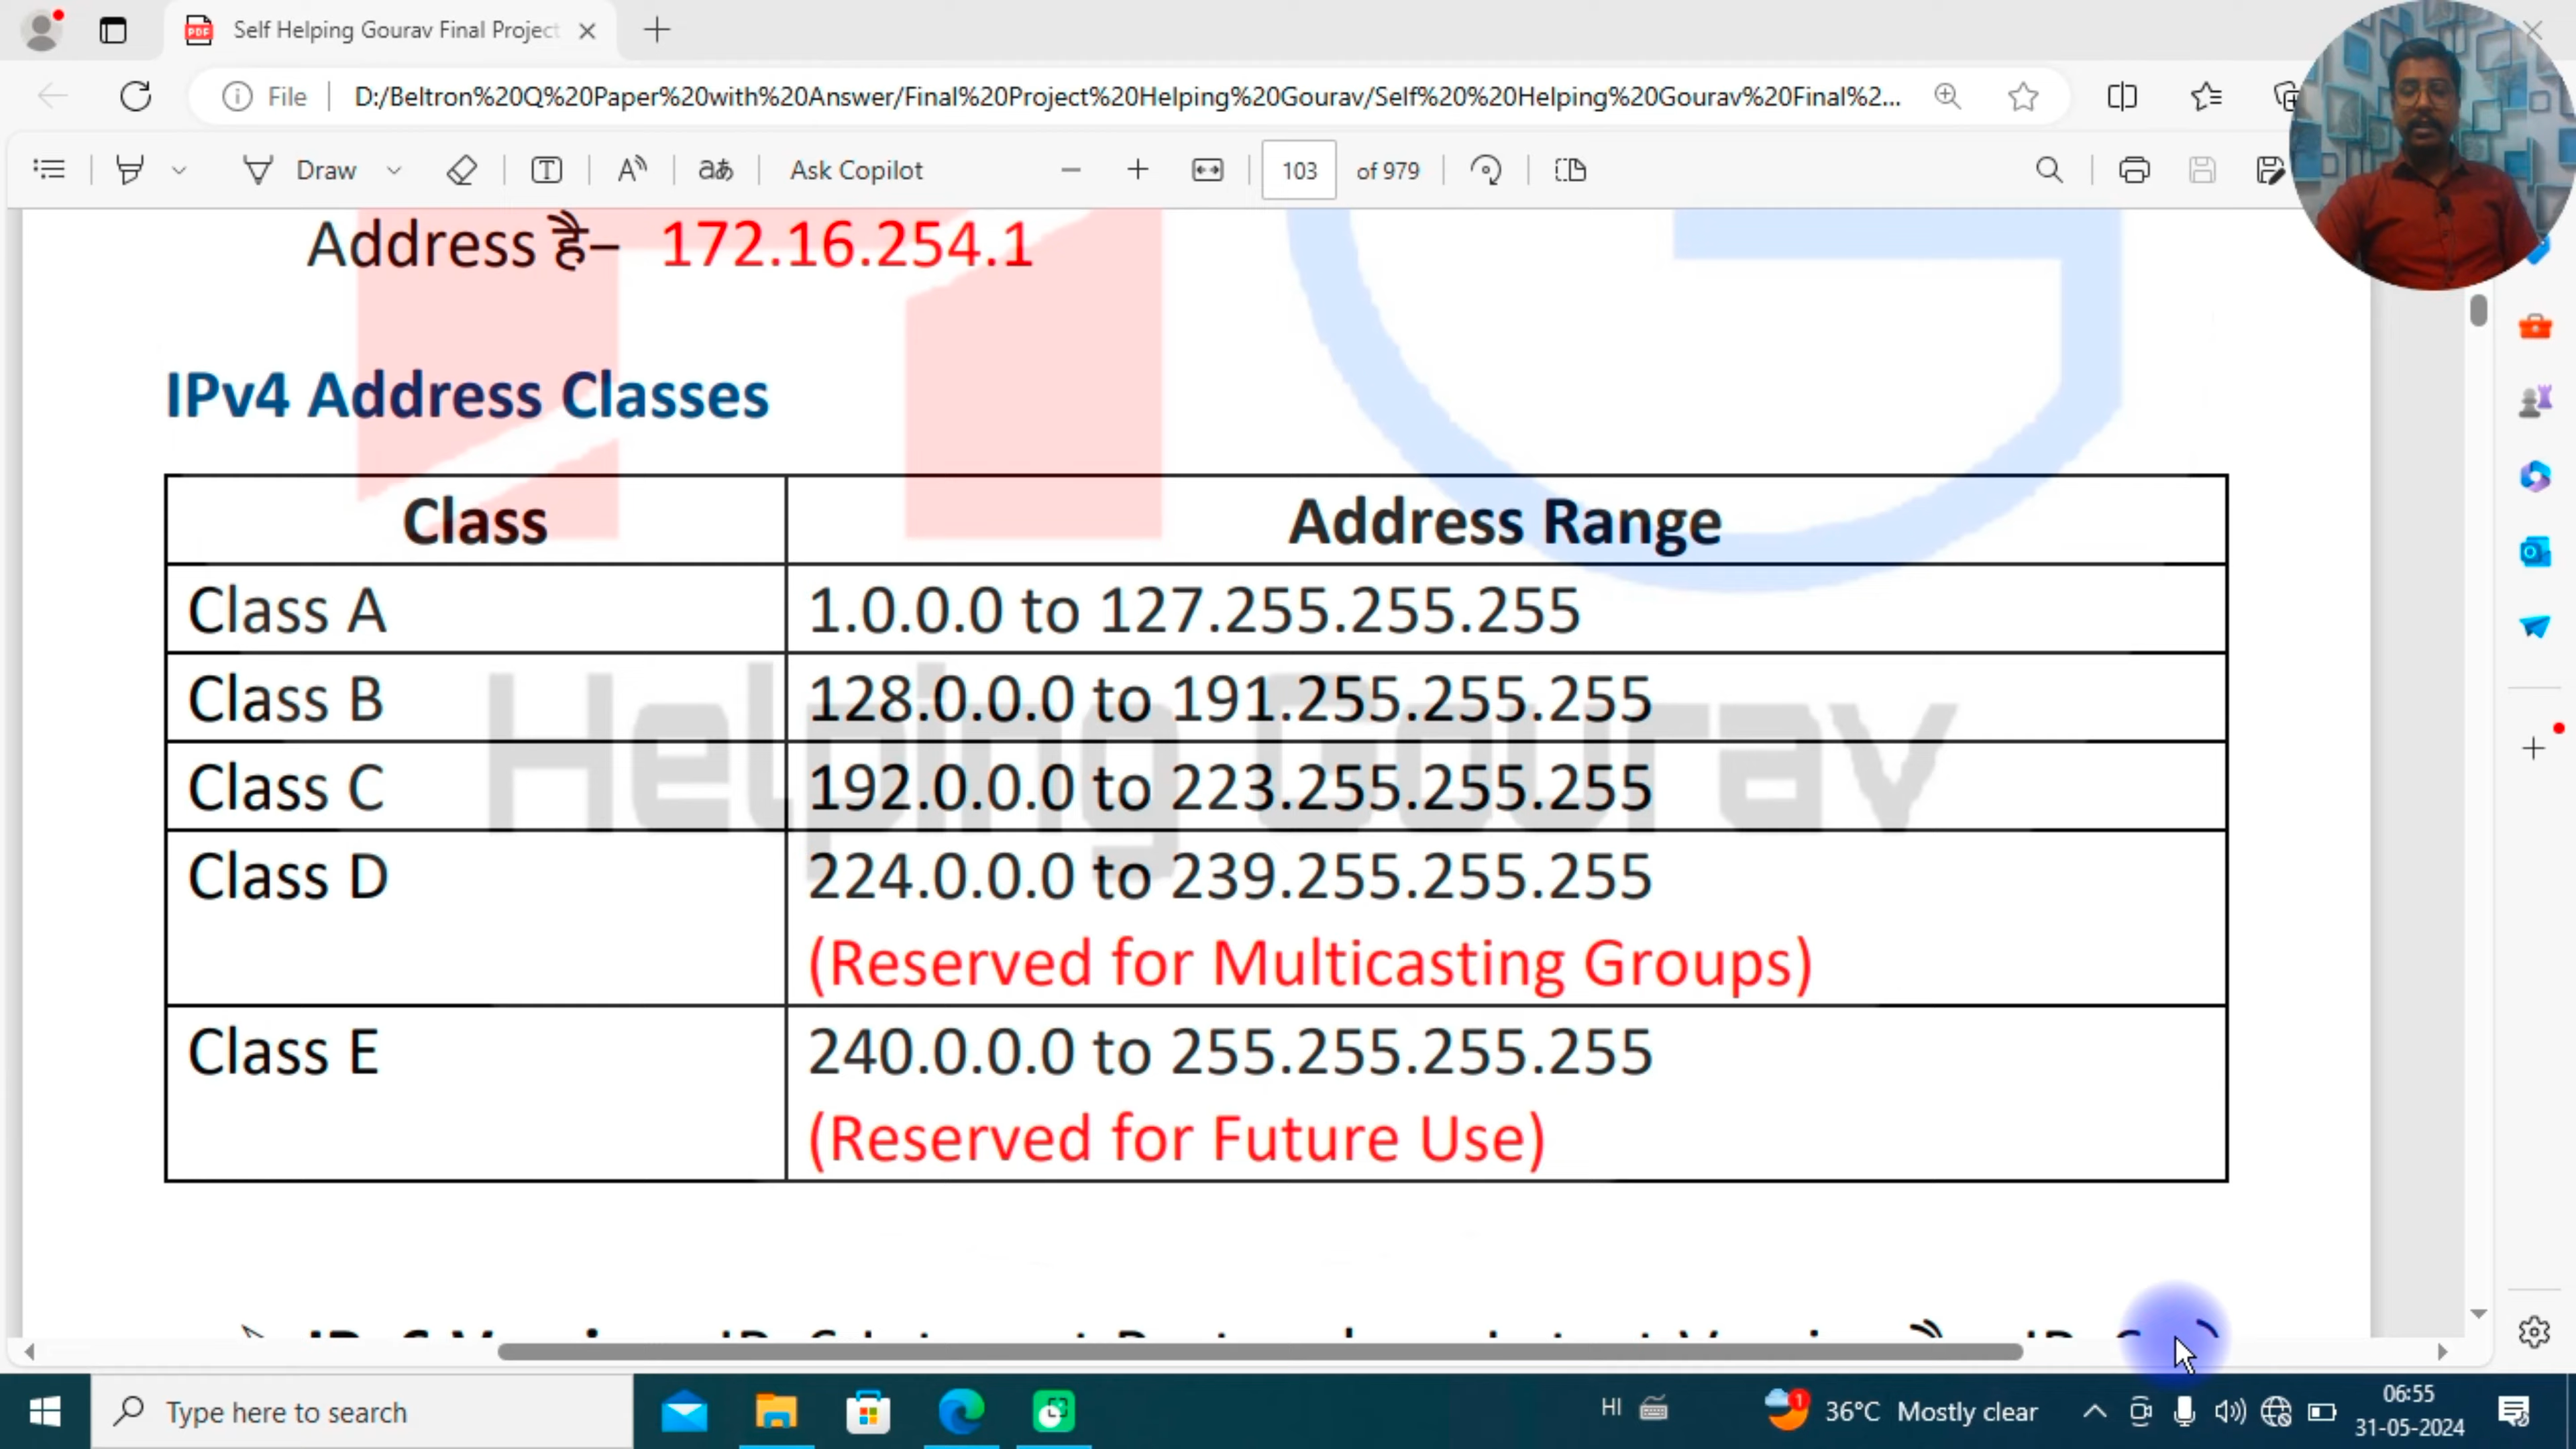 Self Helping Gourav Final Project
File
D:/Beltron%20Q%20Paper%20with%20Answer/Final%20Project%20Helping%20Gourav/Self%20%20Helping%20Gourav%20Final%2...
Draw
aあ
Ask Copilot
103 of 979
Address है– 172.16.254.1
IPv4 Address Classes
Class Address Range
Class A 1.0.0.0 to 127.255.255.255
Class B 128.0.0.0 to 191.255.255.255
Class C 192.0.0.0 to 223.255.255.255
Class D 224.0.0.0 to 239.255.255.255
(Reserved for Multicasting Groups)
Class E 240.0.0.0 to 255.255.255.255
(Reserved for Future Use)
Helping Gourav
Type here to search
HI
36°C Mostly clear
06:55
31-05-2024